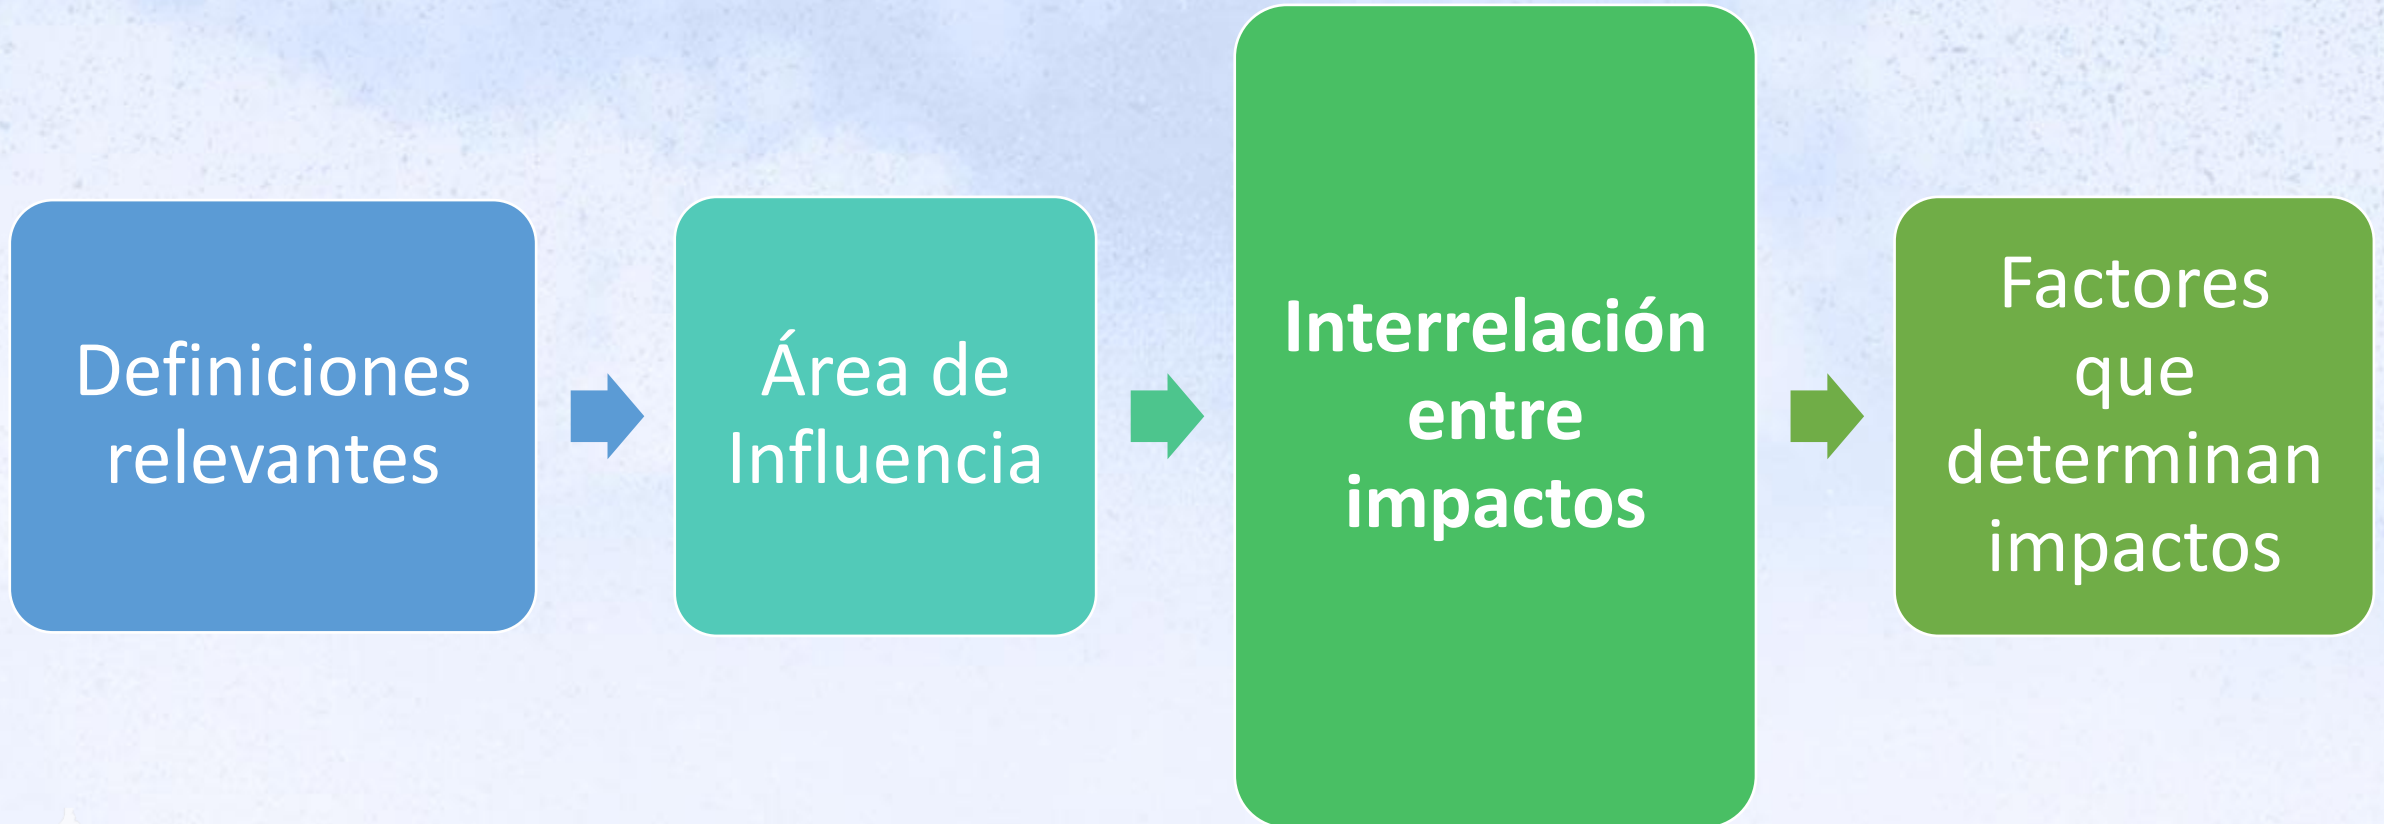 Definiciones
relevantes
Área de
Influencia
Interrelación
entre
impactos
Factores
que
determinan
impactos